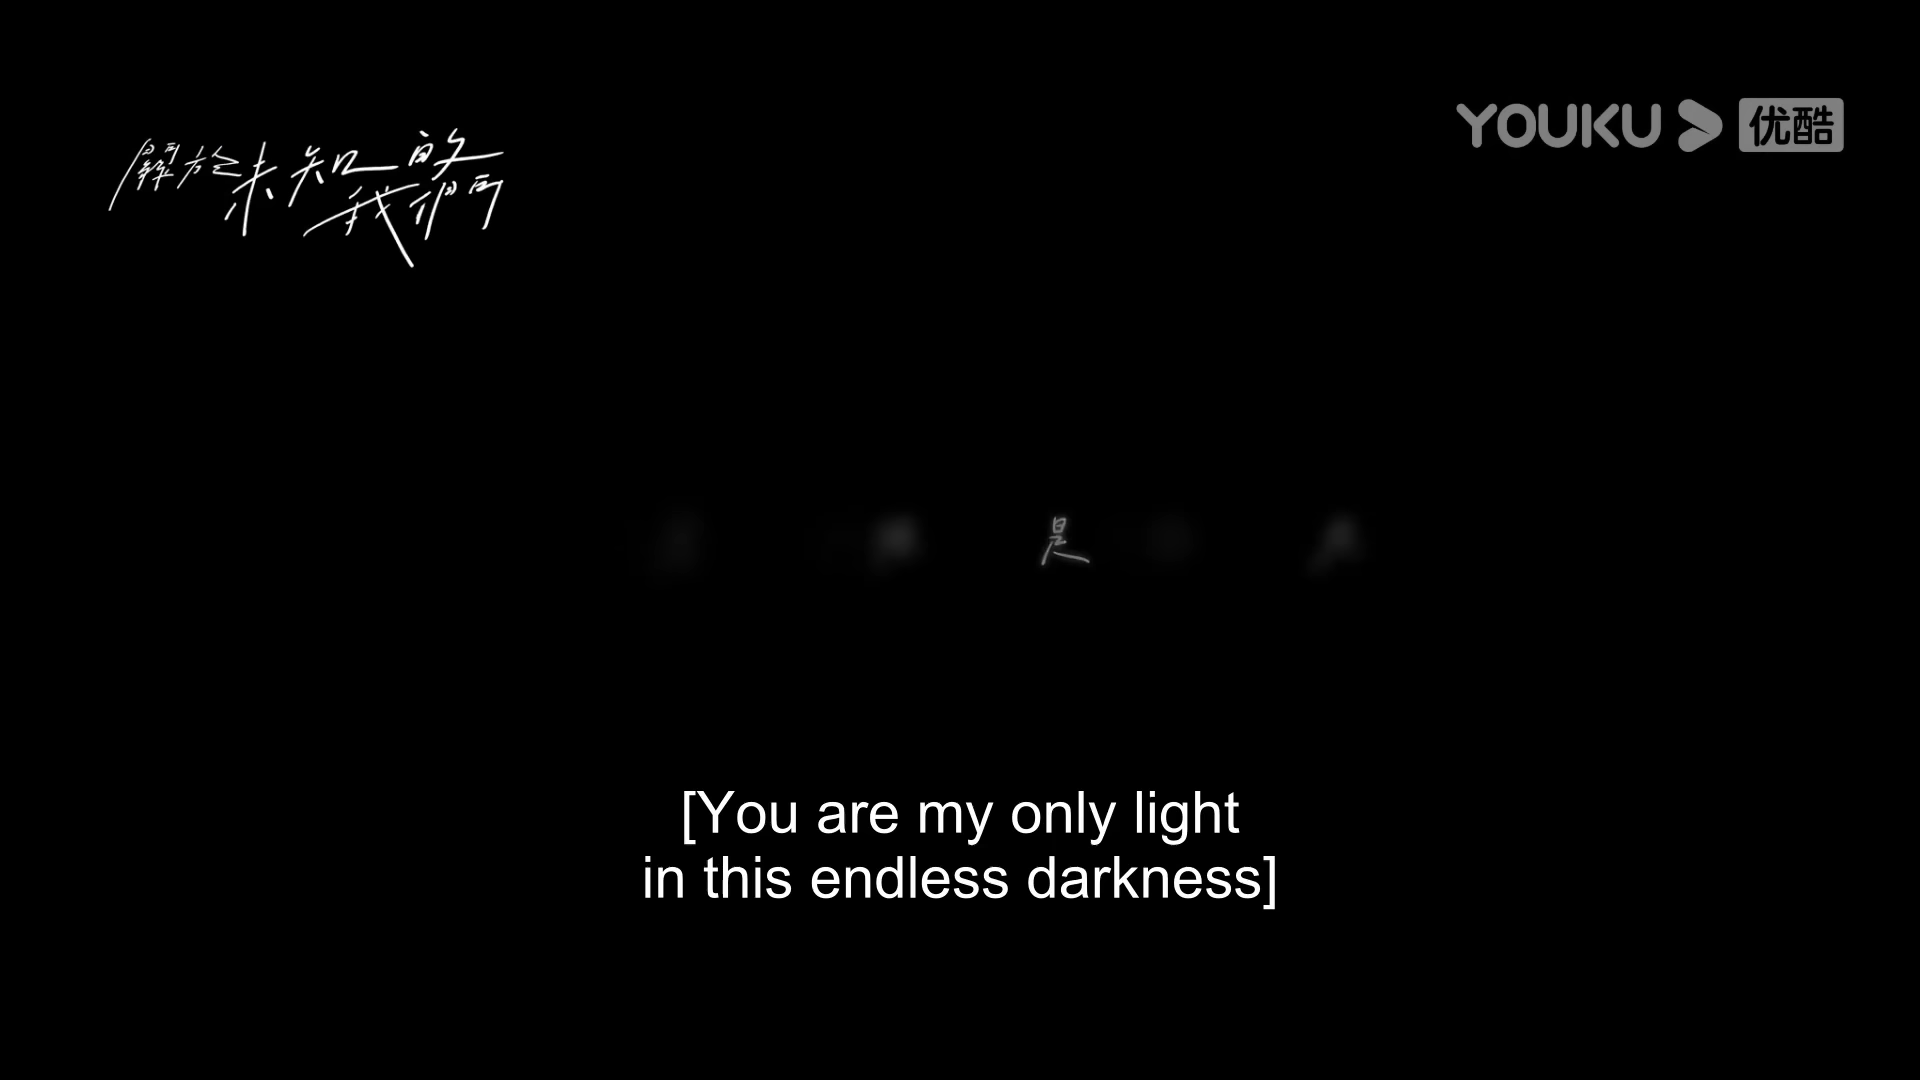 關於未知的
我們
YOUKU 优酷
是
[You are my only light
in this endless darkness]